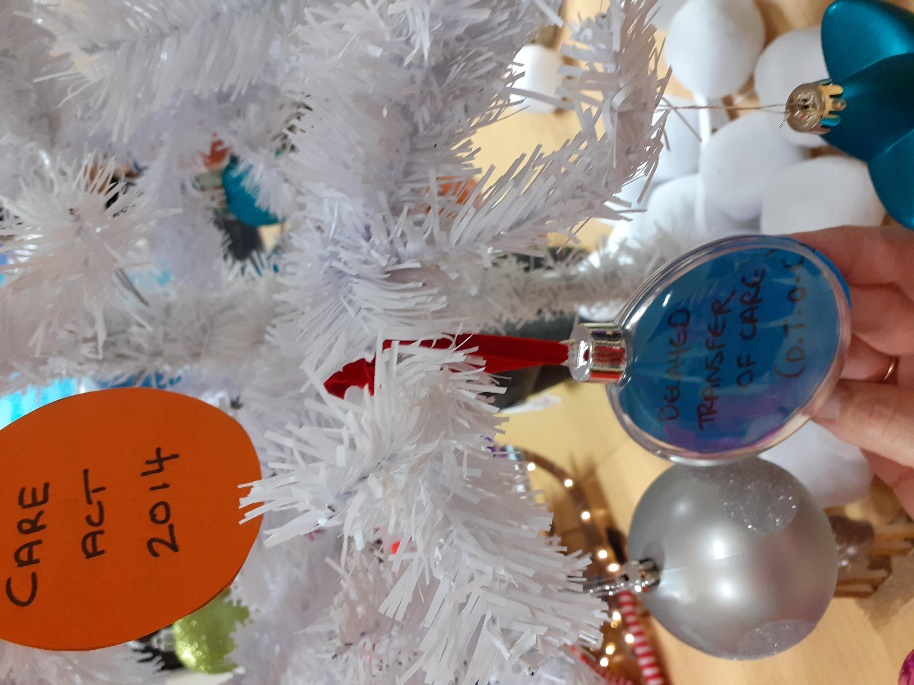 CARE
ACT
2014
DELAYED
TRANSFER
OF CARE
(D.T.O.C